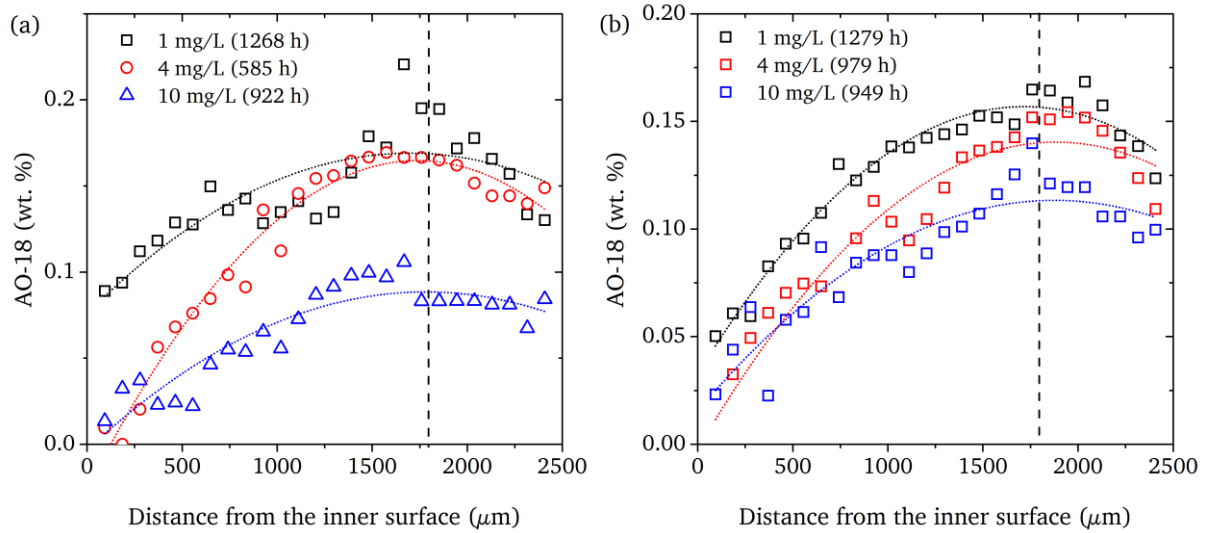 (a)
1 mg/L (1268 h)
4 mg/L (585 h)
10 mg/L (922 h)
AO-18 (wt. %)
0.2
0.1
0.0
0
500
1000
1500
2000
2500
Distance from the inner surface (μm)
(b)
1 mg/L (1279 h)
4 mg/L (979 h)
10 mg/L (949 h)
AO-18 (wt. %)
0.20
0.15
0.10
0.05
0.00
0
500
1000
1500
2000
2500
Distance from the inner surface (μm)